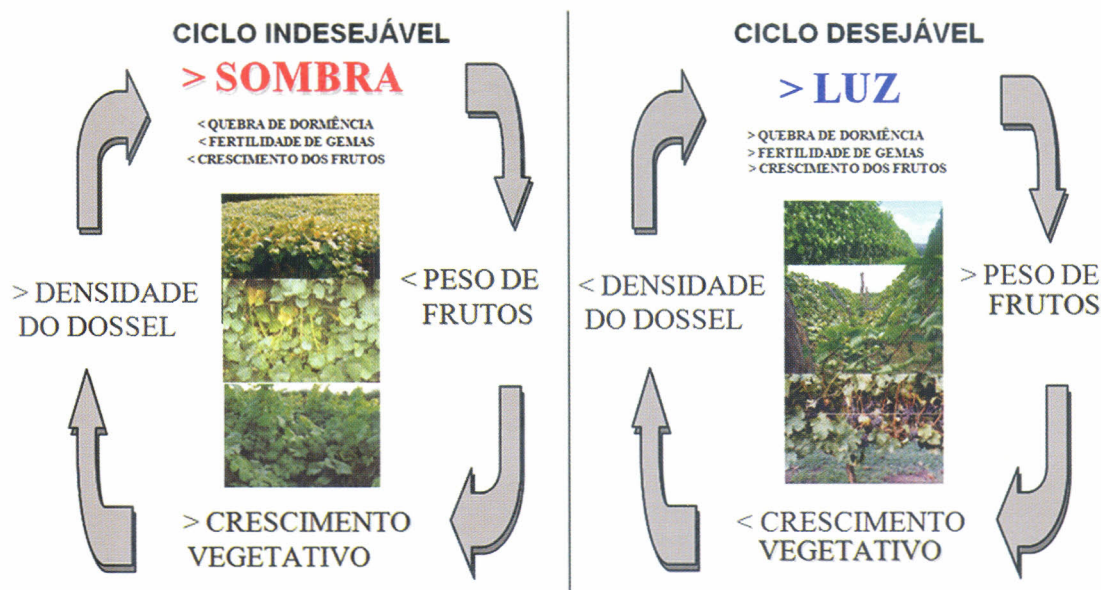 CICLO INDESEJÁVEL
> SOMBRA
< QUEBRA DE DORMÊNCIA
< FERTILIDADE DE GEMAS
< CRESCIMENTO DOS FRUTOS
> DENSIDADE
DO DOSSEL
< PESO DE
FRUTOS
> CRESCIMENTO
VEGETATIVO
CICLO DESEJÁVEL
> LUZ
> QUEBRA DE DORMÊNCIA
> FERTILIDADE DE GEMAS
> CRESCIMENTO DOS FRUTOS
< DENSIDADE
DO DOSSEL
> PESO DE
FRUTOS
< CRESCIMENTO
VEGETATIVO